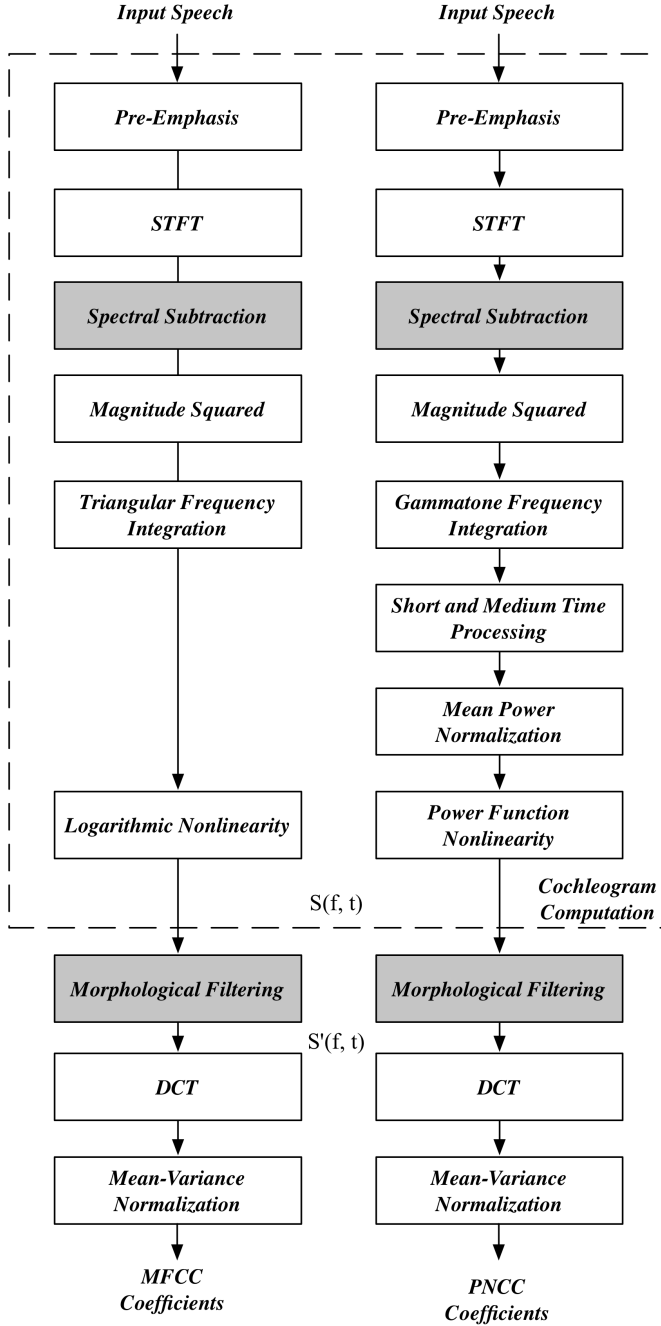 Input Speech
Pre-Emphasis
STFT
Spectral Subtraction
Magnitude Squared
Triangular Frequency
Integration
Logarithmic Nonlinearity
Input Speech
Pre-Emphasis
STFT
Spectral Subtraction
Magnitude Squared
Gammatone Frequency
Integration
Short and Medium Time
Processing
Mean Power
Normalization
Power Function
Nonlinearity
S(f, t)
Cochleogram
Computation
Morphological Filtering
DCT
Mean-Variance
Normalization
MFCC
Coefficients
S'(f, t)
Morphological Filtering
DCT
Mean-Variance
Normalization
PNCC
Coefficients